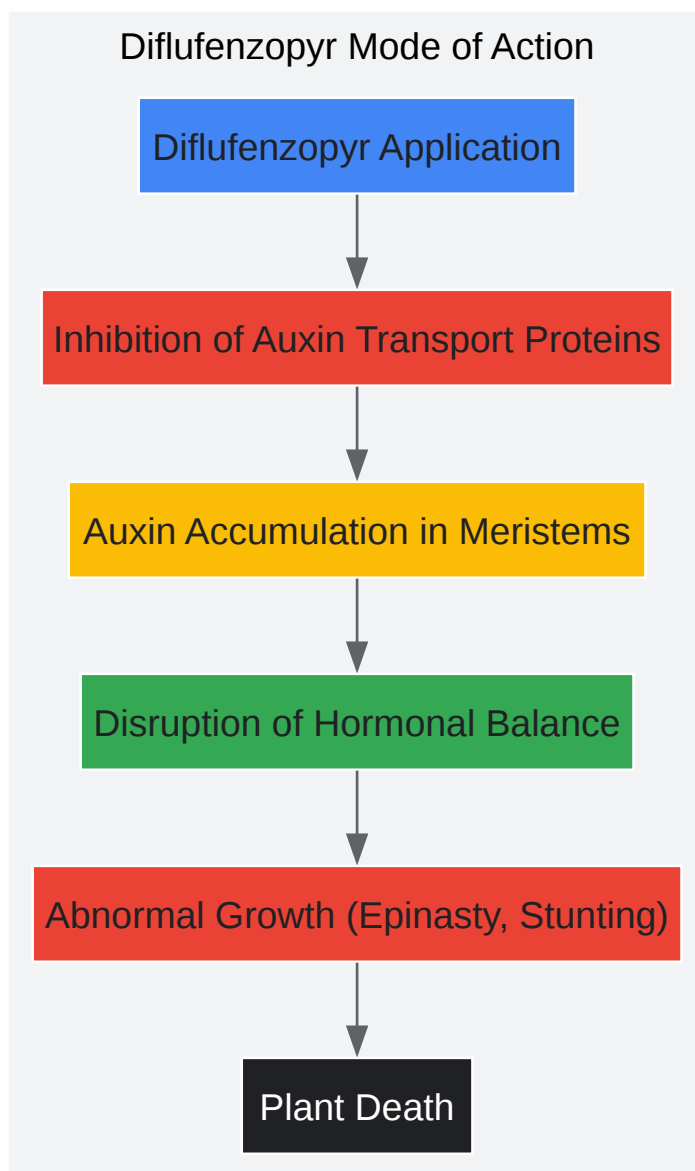 Diflufenzopyr Mode of Action
Diflufenzopyr Application
Inhibition of Auxin Transport Proteins
Auxin Accumulation in Meristems
Disruption of Hormonal Balance
Abnormal Growth (Epinasty, Stunting)
Plant Death